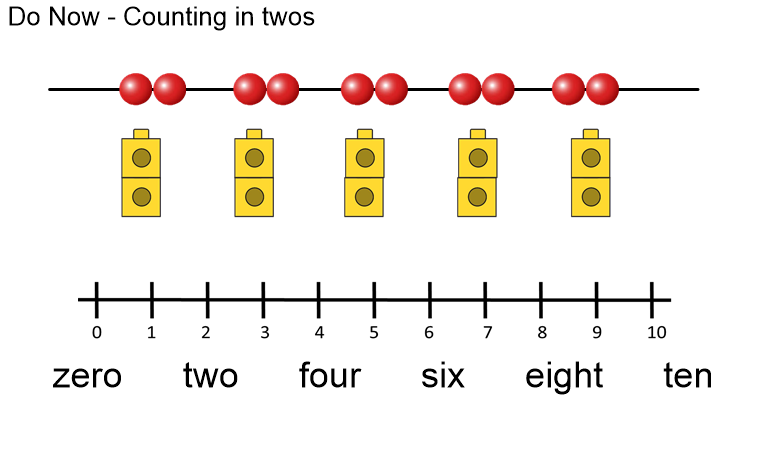 Do Now - Counting in twos
0 1 2 3 4 5 6 7 8 9 10
zero two four six eight ten